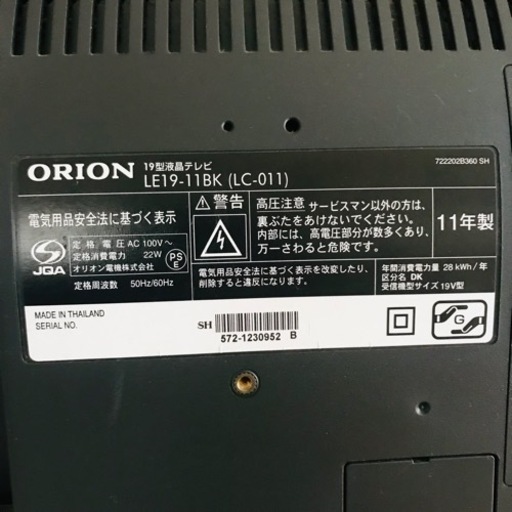 722202B360 SH
ORION 19型液晶テレビ
LE19-11BK (LC-011)
電気用品安全法に基づく表示
JQA
定格電圧 AC 100V～
定格消費電力 22W
オリオン電機株式会社
PS
E
定格周波数 50Hz/60Hz
警告
高圧注意 サービスマン以外の方は、
裏ぶたをあけないでください。
内部には、高電圧部分が数多くあり、
万一さわると危険です。
電気用品安全法に基づく表示を改変したり、
削除すると違反になります。
11年製
年間消費電力量 28 kWh/年
区分名 DK
受信機型サイズ 19V型
MADE IN THAILAND
SERIAL NO.
SH
572-1230952 B
G